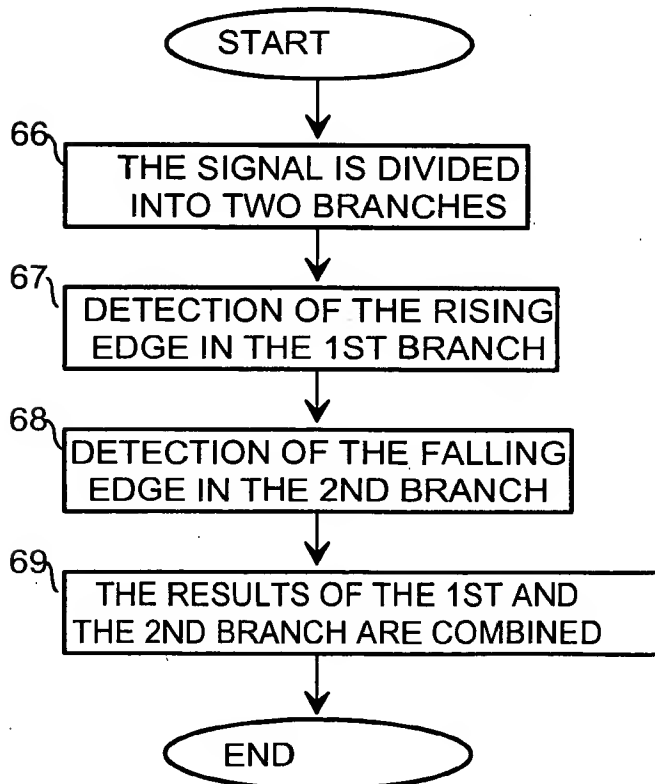 START
66
THE SIGNAL IS DIVIDED
INTO TWO BRANCHES
67
DETECTION OF THE RISING
EDGE IN THE 1ST BRANCH
68
DETECTION OF THE FALLING
EDGE IN THE 2ND BRANCH
69
THE RESULTS OF THE 1ST AND
THE 2ND BRANCH ARE COMBINED
END